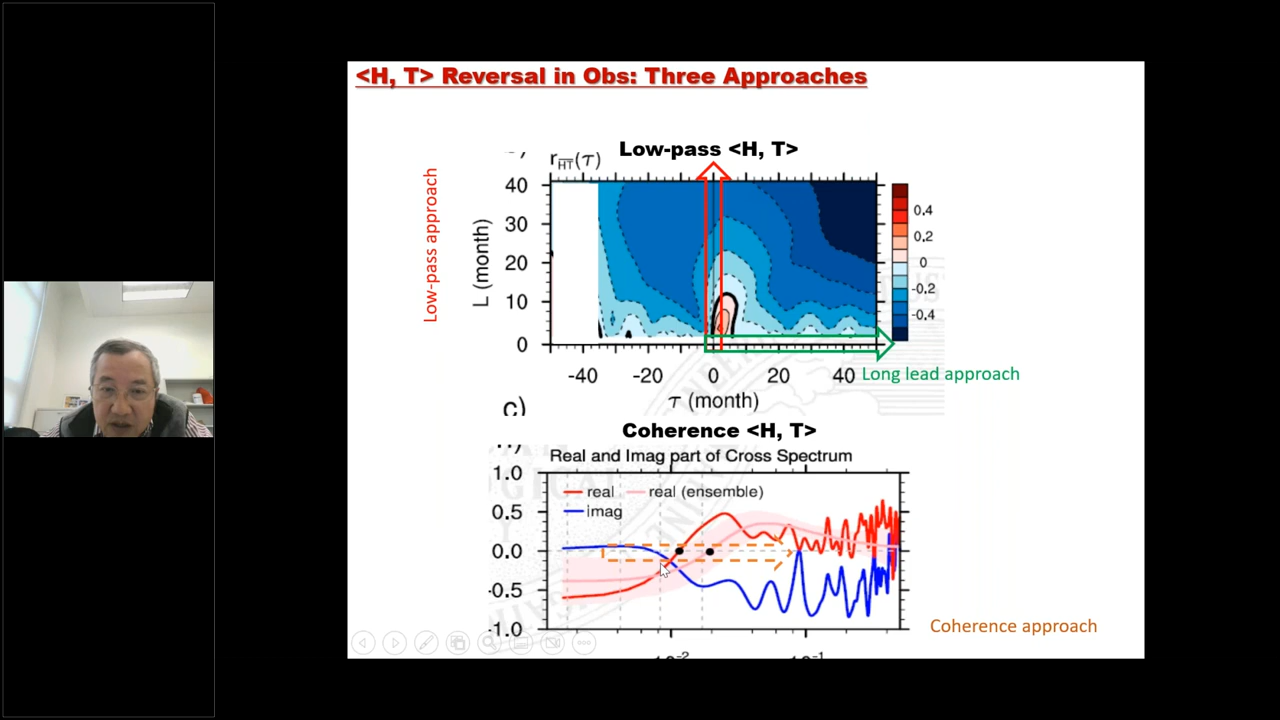 <H, T> Reversal in Obs: Three Approaches
Low-pass <H, T>
r_HT(τ)
Low-pass approach
L (month)
40
30
20
10
0
0.4
0.2
0
-0.2
-0.4
-40 -20 0 20 40
Long lead approach
τ (month)
c)
Coherence <H, T>
Real and Imag part of Cross Spectrum
real real (ensemble)
imag
1.0
0.5
0.0
-0.5
-1.0
Coherence approach